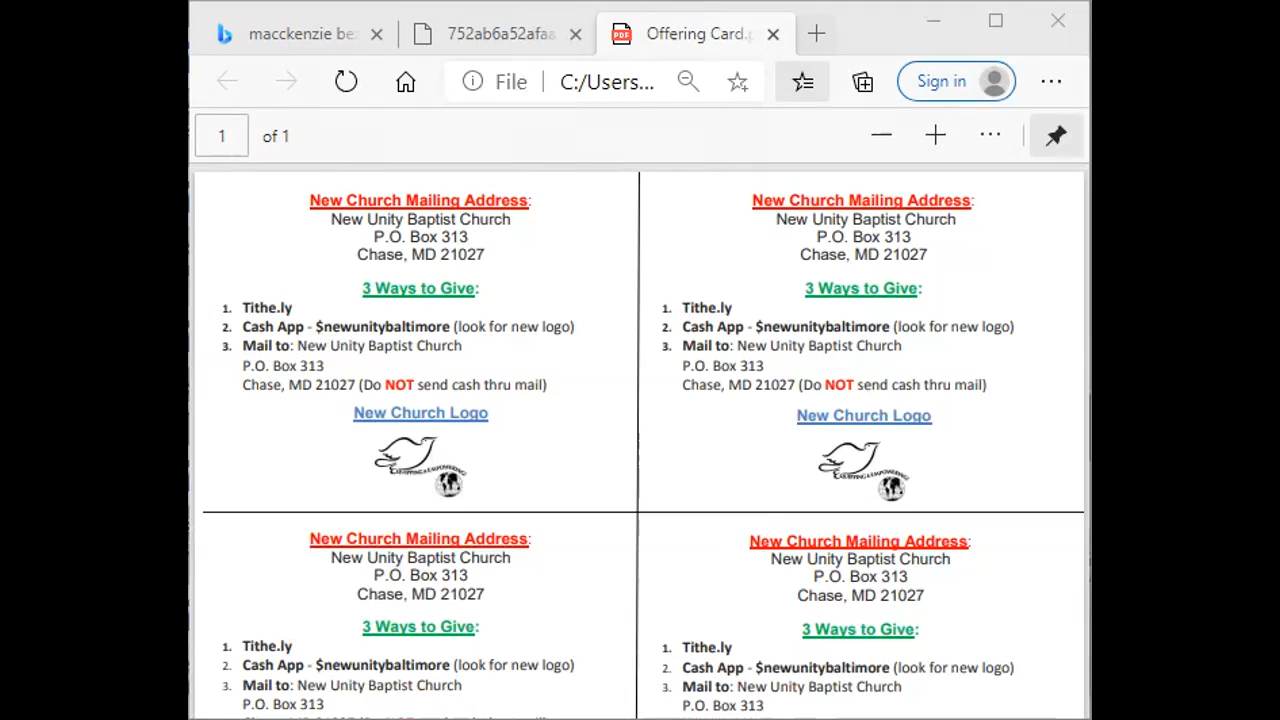 macckenzie be
752ab6a52afaa
Offering Card.p
File
C:/Users...
Sign in
1 of 1
New Church Mailing Address:
New Unity Baptist Church
P.O. Box 313
Chase, MD 21027
3 Ways to Give:
1. Tithe.ly
2. Cash App - $newunitybaltimore (look for new logo)
3. Mail to: New Unity Baptist Church
P.O. Box 313
Chase, MD 21027 (Do NOT send cash thru mail)
New Church Logo
EQUIPPING & EMPOWERING
New Church Mailing Address:
New Unity Baptist Church
P.O. Box 313
Chase, MD 21027
3 Ways to Give:
1. Tithe.ly
2. Cash App - $newunitybaltimore (look for new logo)
3. Mail to: New Unity Baptist Church
P.O. Box 313
Chase, MD 21027 (Do NOT send cash thru mail)
New Church Logo
EQUIPPING & EMPOWERING
New Church Mailing Address:
New Unity Baptist Church
P.O. Box 313
Chase, MD 21027
3 Ways to Give:
1. Tithe.ly
2. Cash App - $newunitybaltimore (look for new logo)
3. Mail to: New Unity Baptist Church
P.O. Box 313
New Church Mailing Address:
New Unity Baptist Church
P.O. Box 313
Chase, MD 21027
3 Ways to Give:
1. Tithe.ly
2. Cash App - $newunitybaltimore (look for new logo)
3. Mail to: New Unity Baptist Church
P.O. Box 313